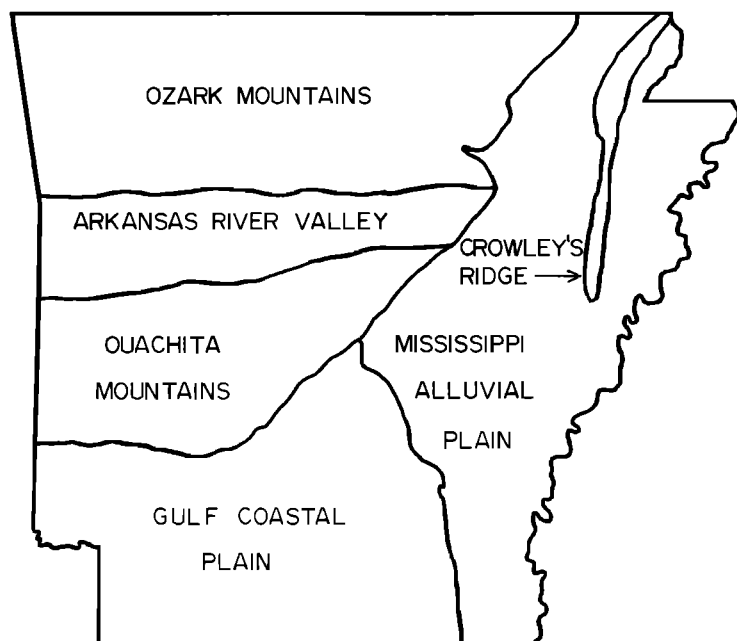 OZARK MOUNTAINS
ARKANSAS RIVER VALLEY
CROWLEY'S
RIDGE
OUACHITA
MOUNTAINS
MISSISSIPPI
ALLUVIAL
PLAIN
GULF COASTAL
PLAIN